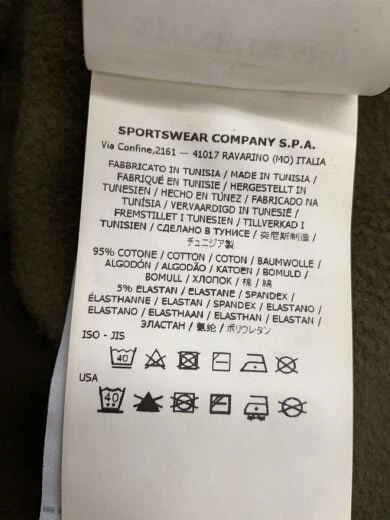 SPORTSWEAR COMPANY S.P.A.
Via Confine,2161 — 41017 RAVARINO (MO) ITALIA
FABBRICATO IN TUNISIA / MADE IN TUNISIA /
FABRIQUÉ EN TUNISIE / HERGESTELLT IN
TUNESIEN / HECHO EN TÚNEZ / FABRICADO NA
TUNÍSIA / VERVAARDIGD IN TUNESIË /
FREMSTILLET I TUNESIEN / TILLVERKAD I
TUNISIEN / СДЕЛАНО В ТУНИСЕ / 突尼斯制造 /
チュニジア製
95% COTONE / COTTON / COTON / BAUMWOLLE /
ALGODÓN / ALGODÃO / KATOEN / BOMULD /
BOMULL / ХЛОПОК / 棉 / 綿
5% ELASTAN / ELASTANE / SPANDEX /
ÉLASTHANNE / ELASTAN / SPANDEX / ELASTANO /
ELASTANO / ELASTHAAN / ELASTHAN / ELASTAN /
ЭЛАСТАН / 氨纶 / ポリウレタン
ISO - JIS
40
USA
40